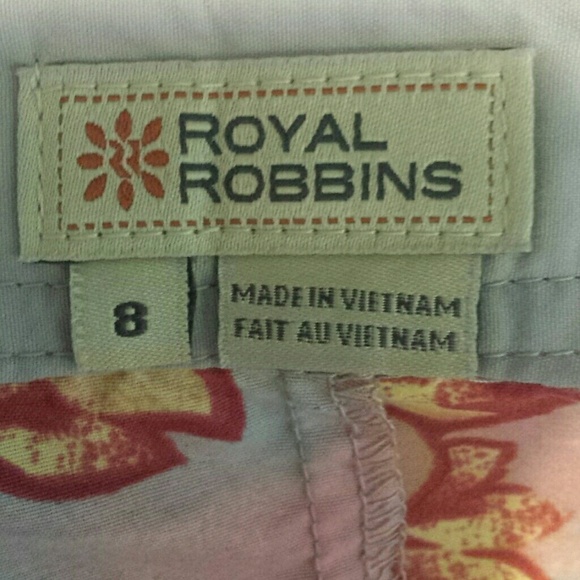 ROYAL
ROBBINS
8
MADE IN VIETNAM
FAIT AU VIETNAM